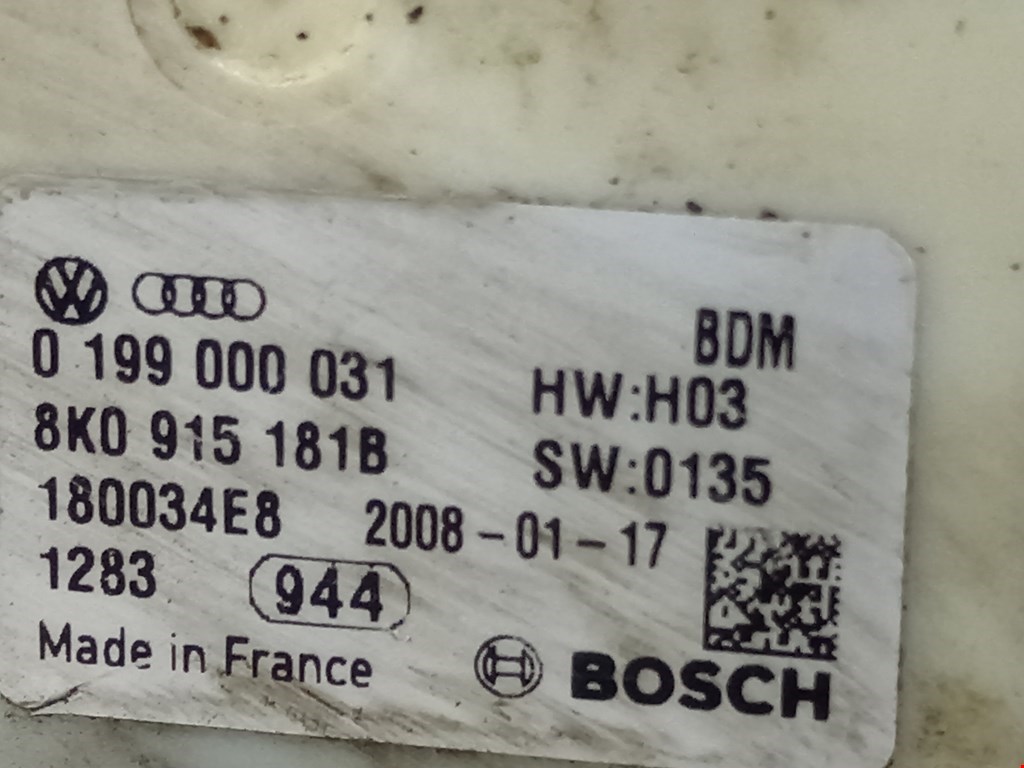 BDM
0 199 000 031
HW:H03
8K0 915 181B
SW:0135
180034E8 2008-01-17
1283 944
Made in France
BOSCH